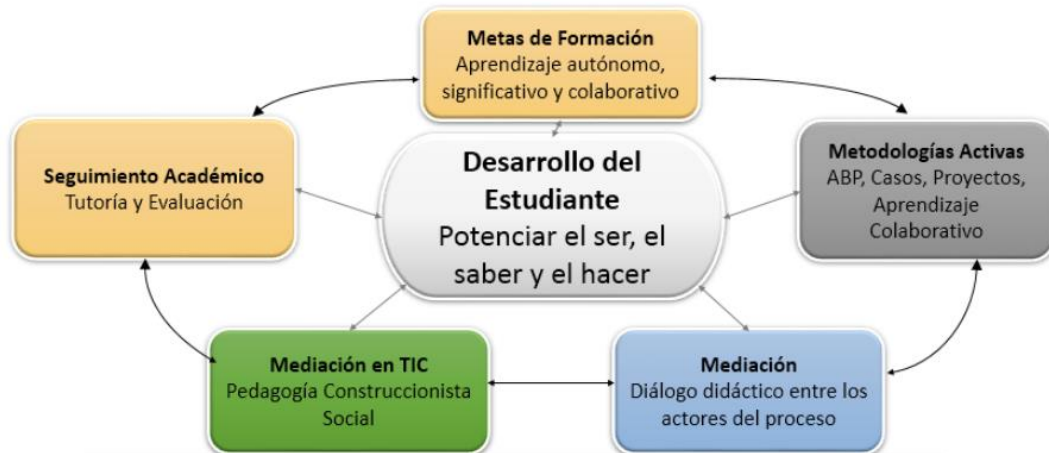 Metas de Formación
Aprendizaje autónomo,
significativo y colaborativo
Seguimiento Académico
Tutoría y Evaluación
Desarrollo del
Estudiante
Potenciar el ser, el
saber y el hacer
Metodologías Activas
ABP, Casos, Proyectos,
Aprendizaje
Colaborativo
Mediación en TIC
Pedagogía Construccionista
Social
Mediación
Diálogo didáctico entre los
actores del proceso